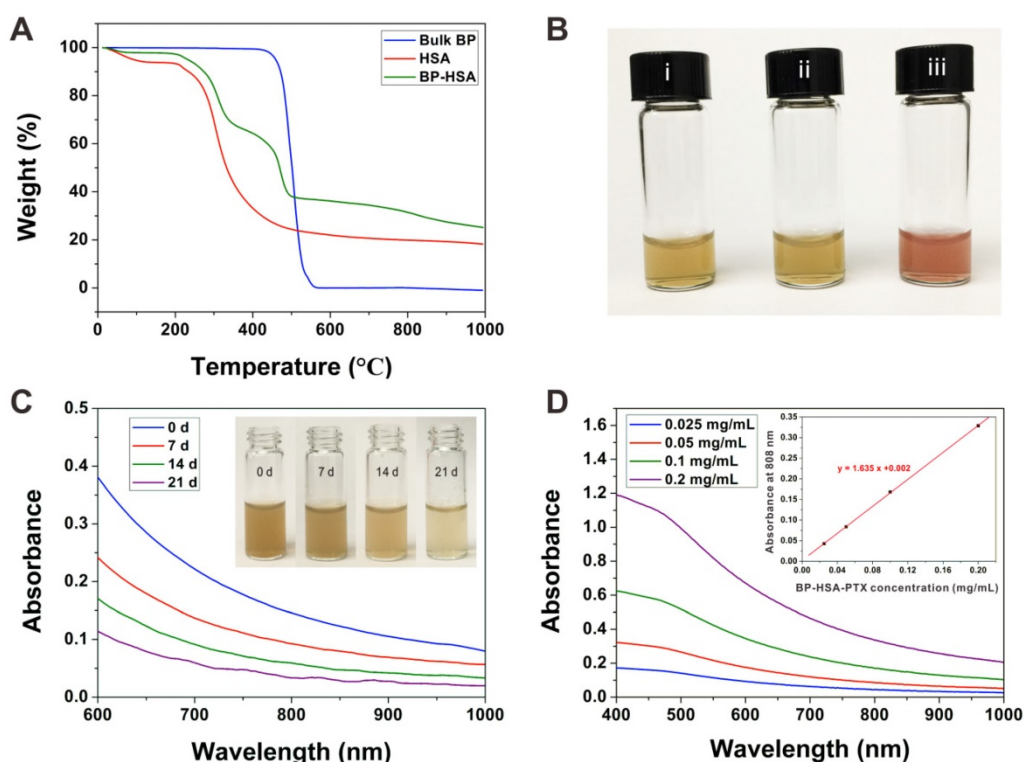 A
Weight (%)
100
80
60
40
20
0
Bulk BP
HSA
BP-HSA
0 200 400 600 800 1000
Temperature (°C)
B
i ii iii
C
Absorbance
0.5
0.4
0.3
0.2
0.1
0.0
0 d
7 d
14 d
21 d
0 d 7 d 14 d 21 d
600 700 800 900 1000
Wavelength (nm)
D
Absorbance
1.6
1.4
1.2
1.0
0.8
0.6
0.4
0.2
0.0
0.025 mg/mL
0.05 mg/mL
0.1 mg/mL
0.2 mg/mL
Absorbance at 808 nm
0.35
0.30
0.25
0.20
0.15
0.10
0.05
0.00
y = 1.635 x +0.002
0.00 0.04 0.08 0.12 0.16 0.20
BP-HSA-PTX concentration (mg/mL)
400 500 600 700 800 900 1000
Wavelength (nm)